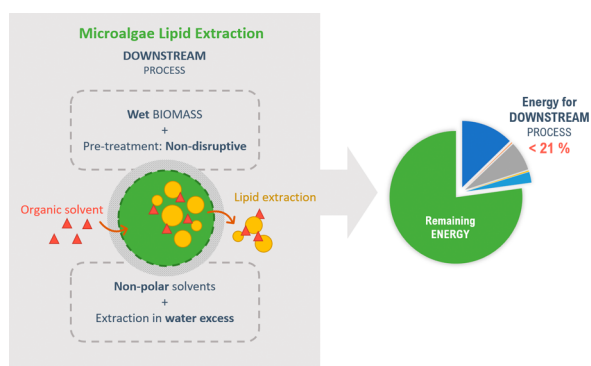 Microalgae Lipid Extraction
DOWNSTREAM
PROCESS
Wet BIOMASS
+
Pre-treatment: Non-disruptive
Organic solvent
Lipid extraction
Non-polar solvents
+
Extraction in water excess
Energy for
DOWNSTREAM
PROCESS
< 21 %
Remaining
ENERGY